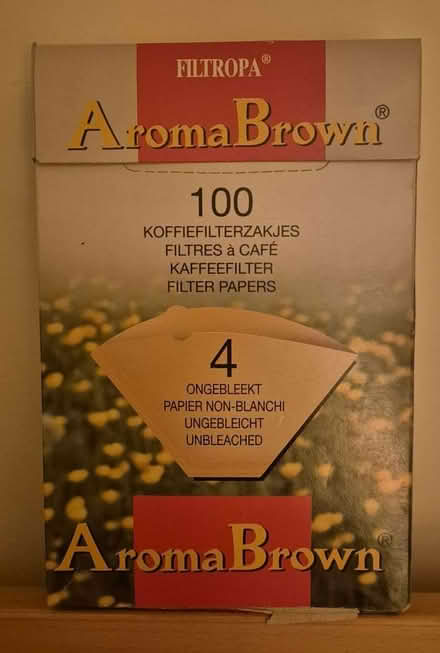 FILTROPA®
AromaBrown®
100
KOFFIEFILTERZAKJES
FILTRES à CAFÉ
KAFFEEFILTER
FILTER PAPERS
4
ONGEBLEEKT
PAPIER NON-BLANCHI
UNGEBLEICHT
UNBLEACHED
AromaBrown®